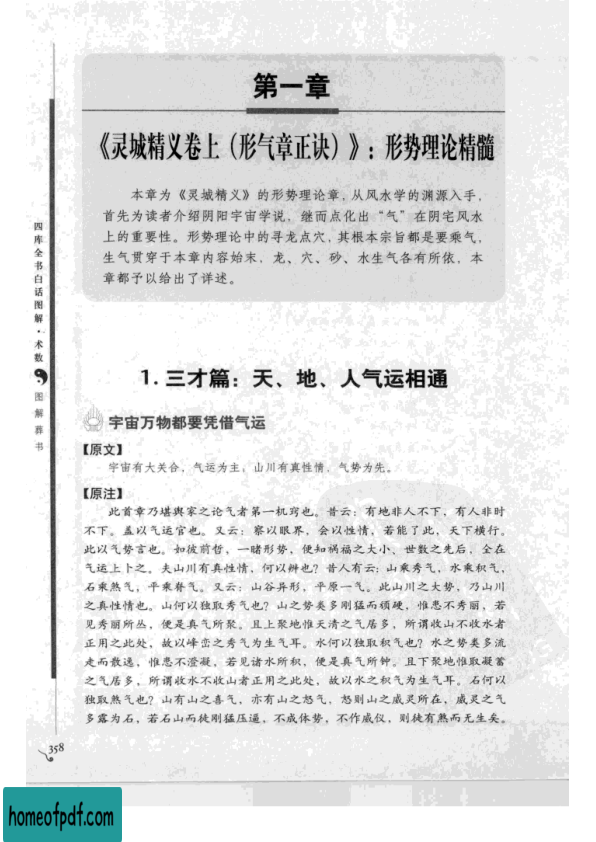 第一章
《灵城精义卷上（形气章正诀）》：形势理论精髓
本章为《灵城精义》的形势理论章，从风水学的渊源入手，
首先为读者介绍阴阳宇宙学说，继而点化出“气”在阴宅风水
上的重要性。形势理论中的寻龙点穴，其根本宗旨都是要乘气，
生气贯穿于本章内容始末，龙、穴、砂、水生气各有所依，本
章都予以给出了详述。
四库全书白话图解·术数
图解葬书
1. 三才篇：天、地、人气运相通
宇宙万物都要凭借气运
【原文】
宇宙有大关合，气运为主，山川有真性情，气势为先。
【原注】
此首章乃堪舆家之论气者第一机窍也。昔云：有地非人不下，有人非时
不下。盖以气运官也。又云：察以眼界，会以性情，若能了此，天下横行。
此以气势言也。如彼前哲，一睹形势，便知祸福之大小、世数之先后，全在
气运上卜之。夫山川有真性情，何以辨也？昔人有云：山乘秀气，水乘积气，
石乘煞气，平乘脊气。又云：山谷异形，平原一气。此山川之大势，乃山川
之真性情也。山何以独取秀气也？山之势类多刚猛而顽硬，惟患不秀丽，若
见秀丽所丛，便是真气所聚。且上聚地惟天清之气居多，所谓收山不收水者
正用之此处，故以峰峦之秀气为生气耳。水何以独取积气也？水之势类多流
走而散逸，惟患不澄凝，若见诸水所积，便是真气所钟。且下聚地惟取凝蓄
之气居多，所谓收水不收山者正用之此处，故以水之积气为生气耳。石何以
独取煞气也？山有山之喜气，亦有山之怒气，怒则山之威灵所在，威灵之气
多露为石，若石山而徒刚猛压逼，不成体势，不作威仪，则徒有煞而无生矣。
358
homeofpdf.com